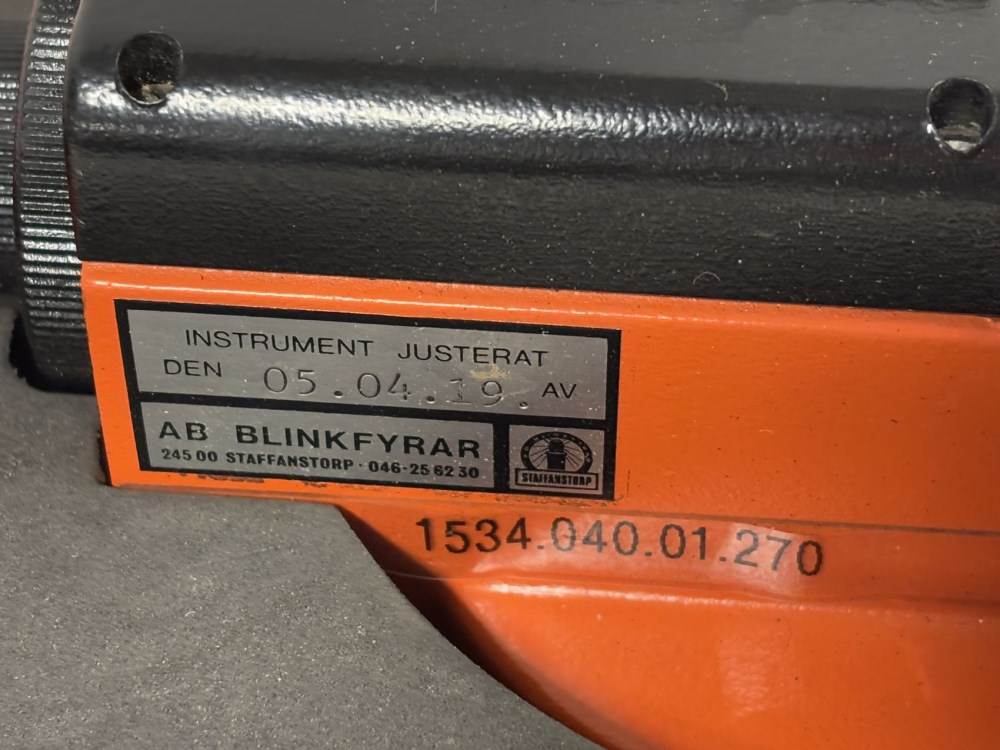 INSTRUMENT JUSTERAT
DEN 05.04.19. AV
AB BLINKFYRAR
245 00 STAFFANSTORP · 046-25 62 30
STAFFANSTORP
1534.040.01.270